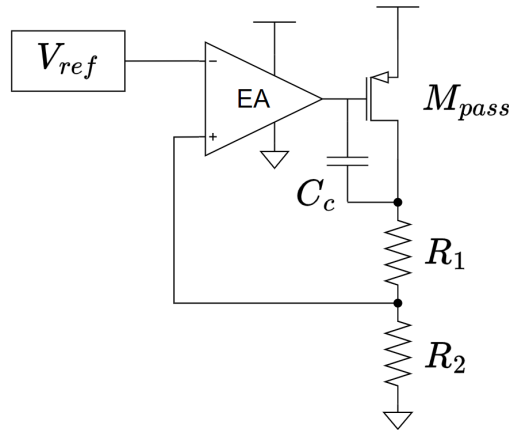 V_ref
−
EA
+
M_pass
C_c
R_1
R_2